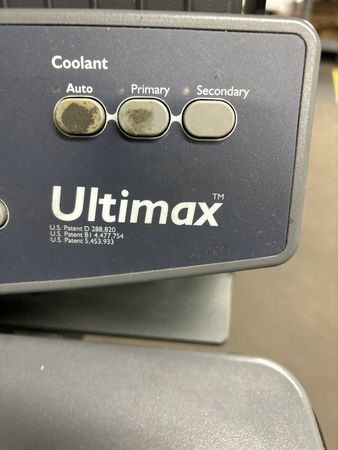 Coolant
Auto Primary Secondary
Ultimax™
U.S. Patent D 288,820
U.S. Patent B1 4,477,754
U.S. Patent 5,453,933